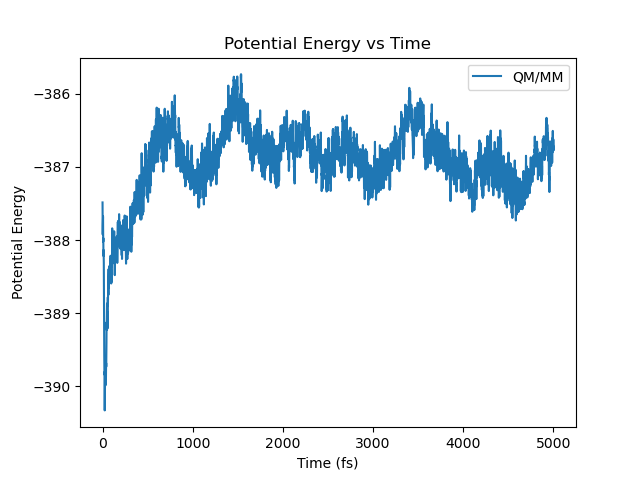 Potential Energy vs Time
QM/MM
Potential Energy
−386
−387
−388
−389
−390
0 1000 2000 3000 4000 5000
Time (fs)